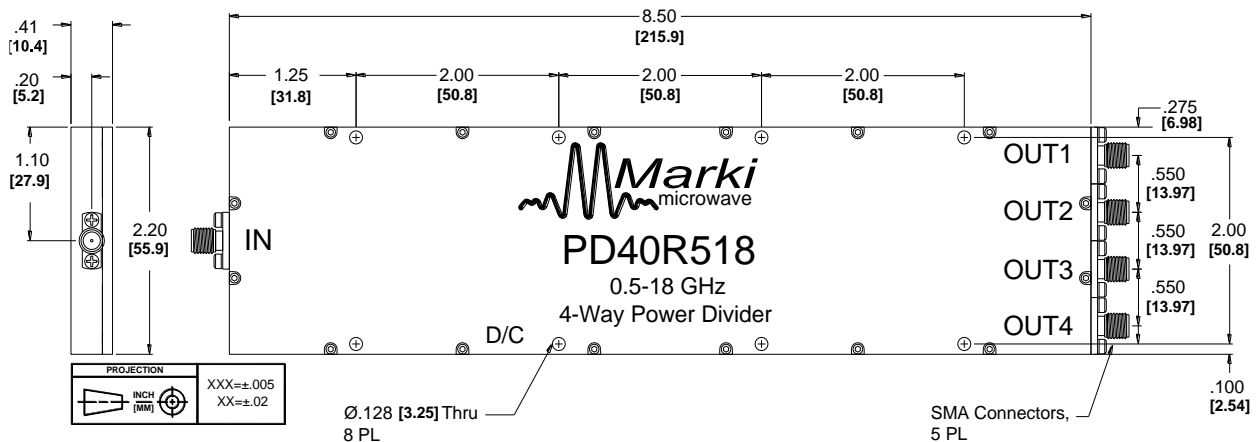 8.50
[215.9]
.41
[10.4]
.20
[5.2]
1.25
[31.8]
2.00
[50.8]
2.00
[50.8]
2.00
[50.8]
.275
[6.98]
1.10
[27.9]
2.20
[55.9]
IN
Marki
microwave
PD40R518
0.5-18 GHz
4-Way Power Divider
D/C
OUT1
OUT2
OUT3
OUT4
.550
[13.97]
.550
[13.97]
.550
[13.97]
2.00
[50.8]
.100
[2.54]
PROJECTION
INCH
[MM]
XXX=±.005
XX=±.02
Ø.128 [3.25] Thru
8 PL
SMA Connectors,
5 PL